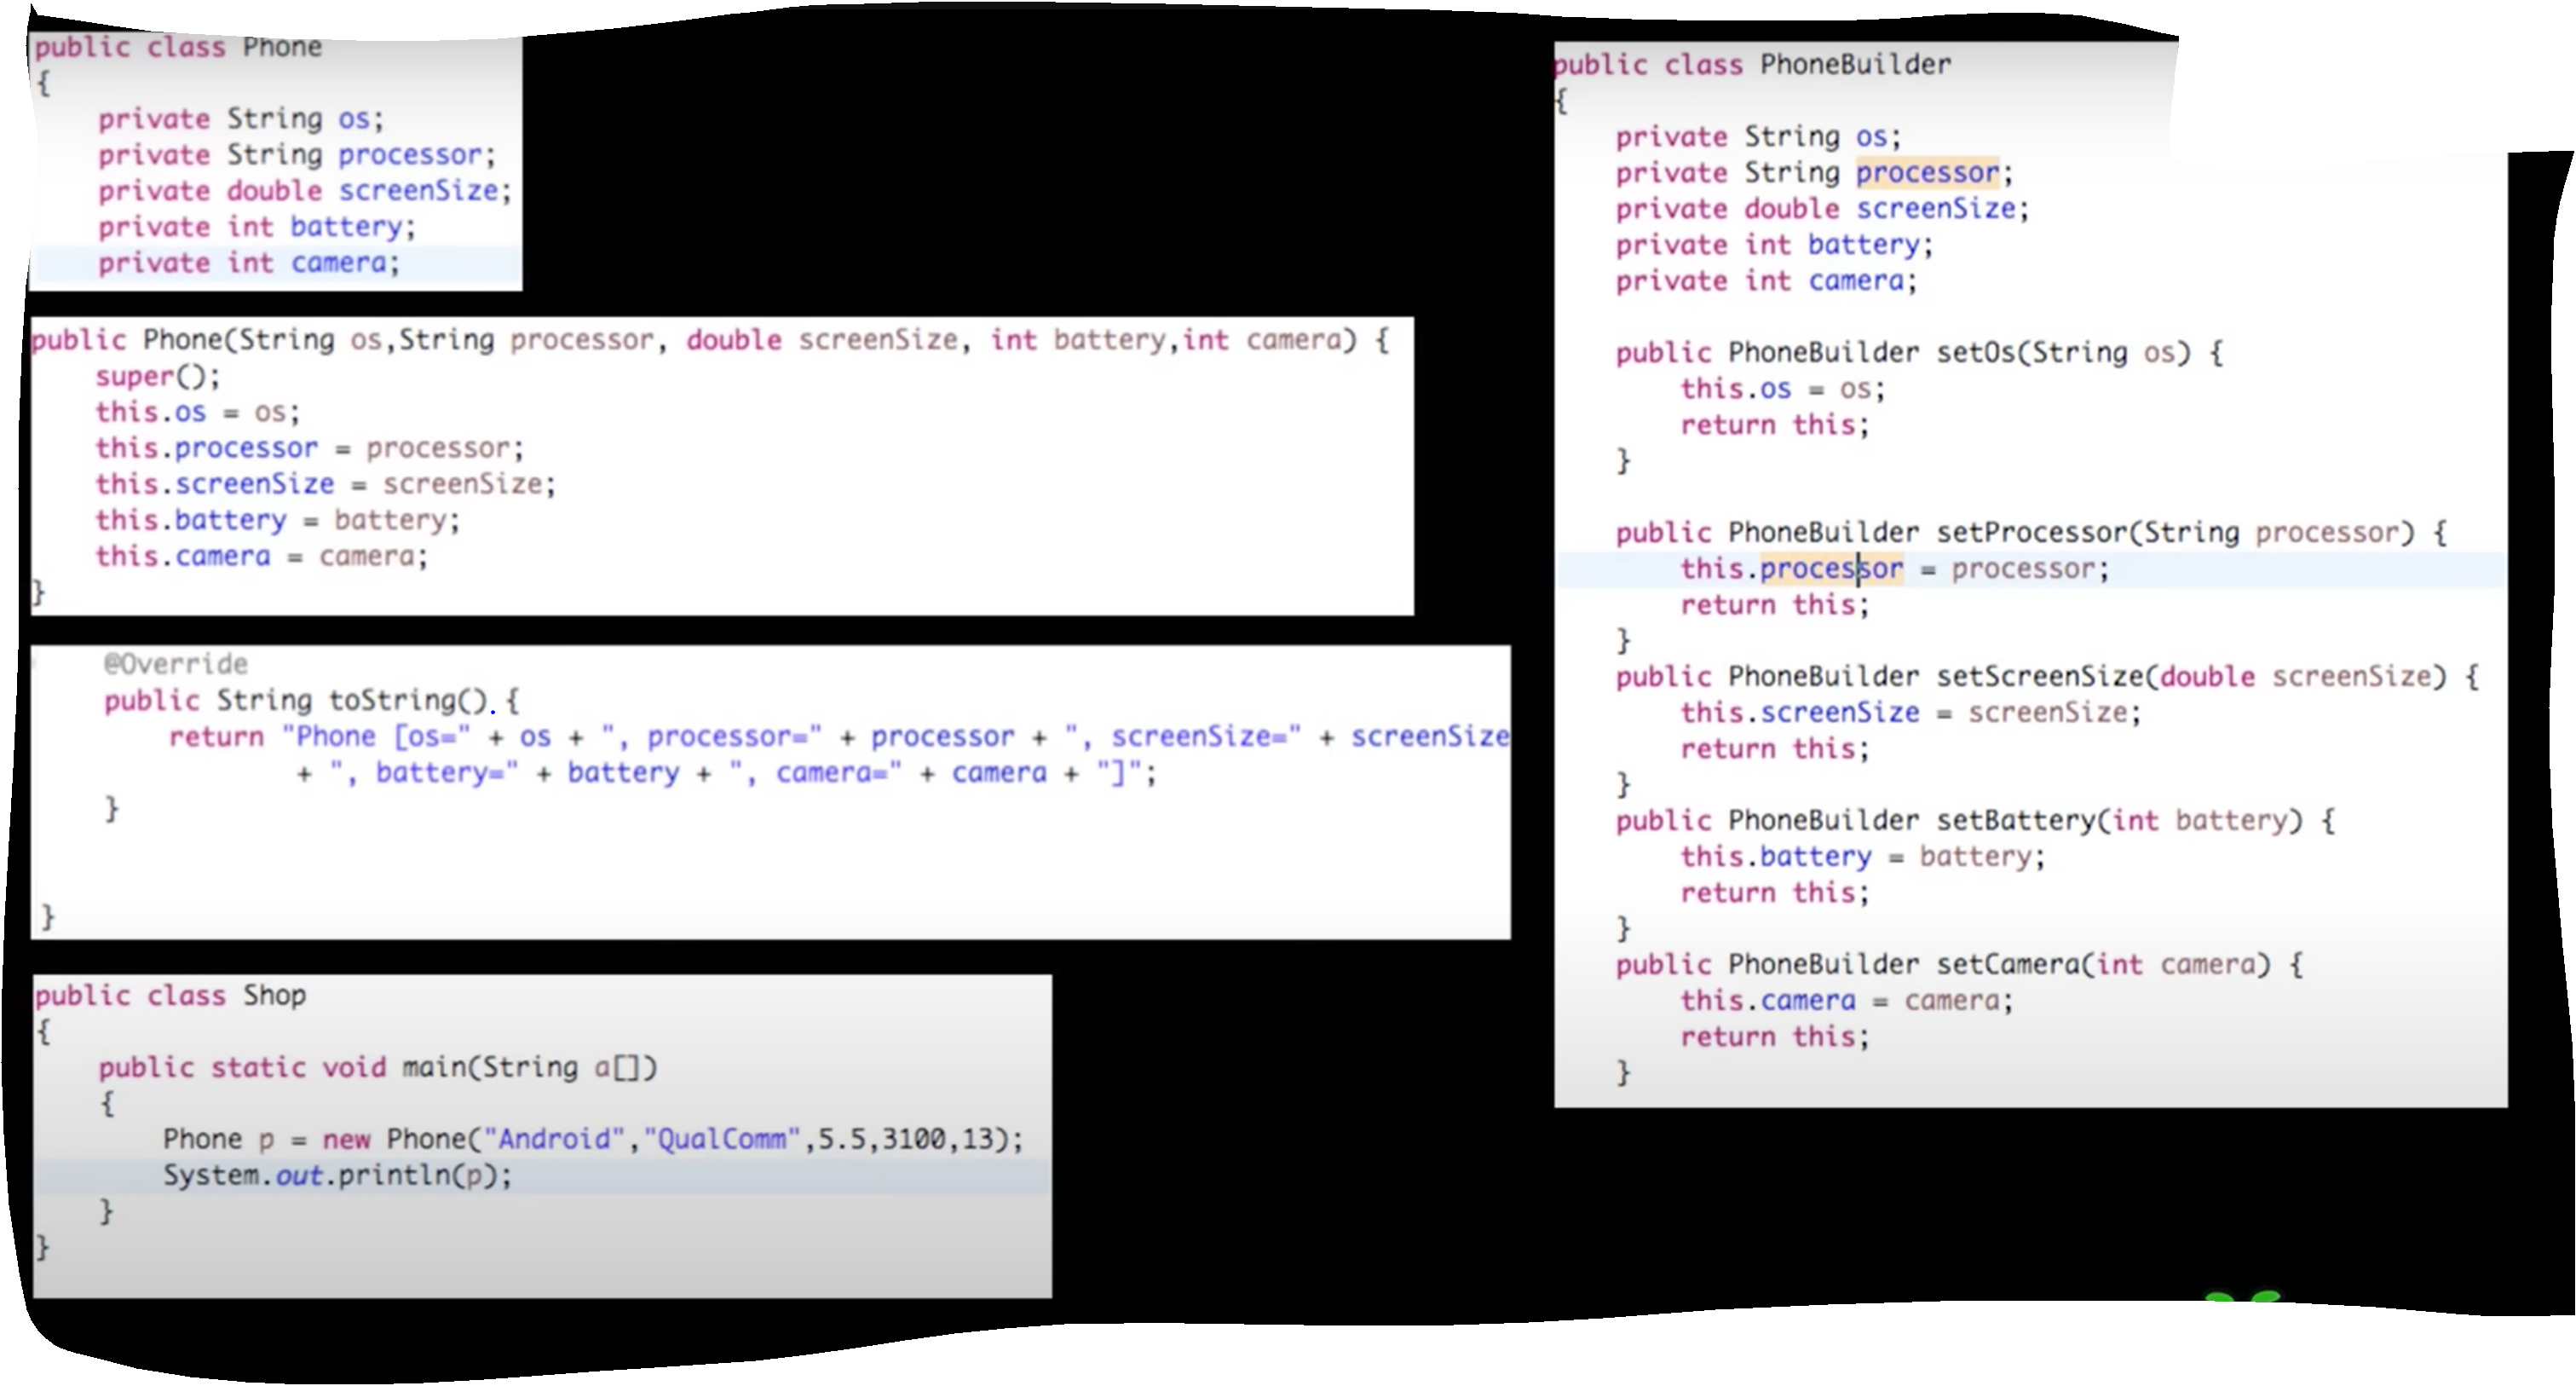 public class Phone
{
private String os;
private String processor;
private double screenSize;
private int battery;
private int camera;
public Phone(String os,String processor, double screenSize, int battery,int camera) {
super();
this.os = os;
this.processor = processor;
this.screenSize = screenSize;
this.battery = battery;
this.camera = camera;
}
@Override
public String toString() {
return "Phone [os=" + os + ", processor=" + processor + ", screenSize=" + screenSize
+ ", battery=" + battery + ", camera=" + camera + "]";
}
}
public class Shop
{
public static void main(String a[])
{
Phone p = new Phone("Android","QualComm",5.5,3100,13);
System.out.println(p);
}
}
public class PhoneBuilder
{
private String os;
private String processor;
private double screenSize;
private int battery;
private int camera;
public PhoneBuilder setOs(String os) {
this.os = os;
return this;
}
public PhoneBuilder setProcessor(String processor) {
this.processor = processor;
return this;
}
public PhoneBuilder setScreenSize(double screenSize) {
this.screenSize = screenSize;
return this;
}
public PhoneBuilder setBattery(int battery) {
this.battery = battery;
return this;
}
public PhoneBuilder setCamera(int camera) {
this.camera = camera;
return this;
}